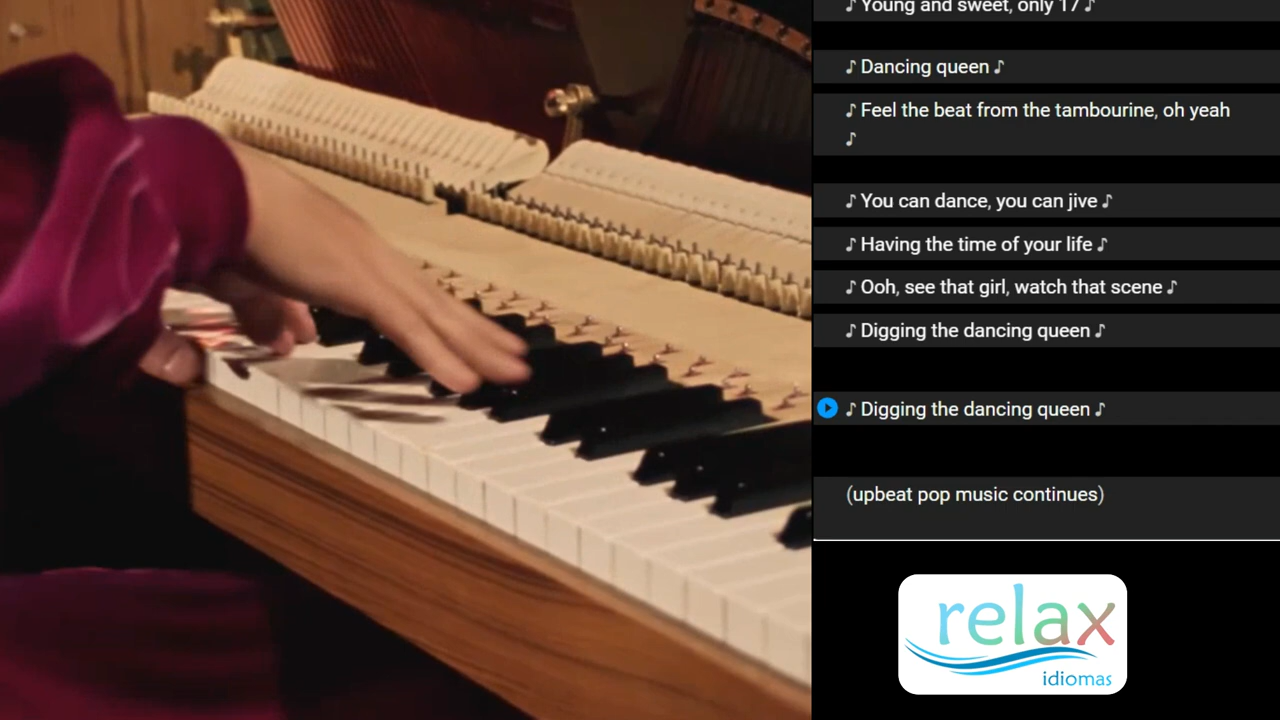 ♪ Young and sweet, only 17 ♪
♪ Dancing queen ♪
♪ Feel the beat from the tambourine, oh yeah
♪
♪ You can dance, you can jive ♪
♪ Having the time of your life ♪
♪ Ooh, see that girl, watch that scene ♪
♪ Digging the dancing queen ♪
♪ Digging the dancing queen ♪
(upbeat pop music continues)
relax
idiomas